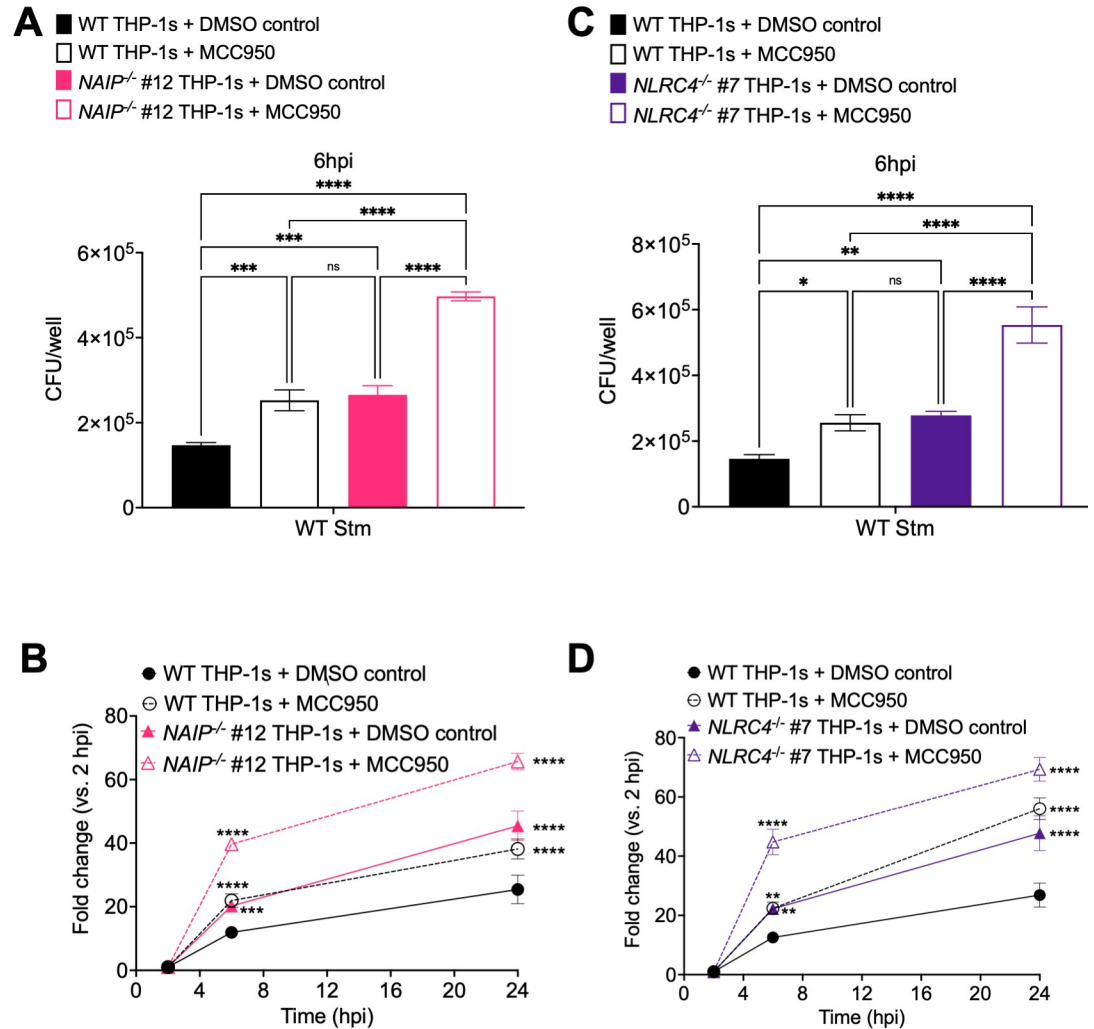 A
WT THP-1s + DMSO control
WT THP-1s + MCC950
NAIP-/- #12 THP-1s + DMSO control
NAIP-/- #12 THP-1s + MCC950
6hpi
****
****
***
*** ns ****
6×10⁵
4×10⁵
2×10⁵
0
CFU/well
WT Stm
C
WT THP-1s + DMSO control
WT THP-1s + MCC950
NLRC4-/- #7 THP-1s + DMSO control
NLRC4-/- #7 THP-1s + MCC950
6hpi
****
****
**
* ns ****
8×10⁵
6×10⁵
4×10⁵
2×10⁵
0
CFU/well
WT Stm
B
WT THP-1s + DMSO control
WT THP-1s + MCC950
NAIP-/- #12 THP-1s + DMSO control
NAIP-/- #12 THP-1s + MCC950
Fold change (vs. 2 hpi)
80
60
40
20
0
****
****
***
****
****
****
0 4 8 12 16 20 24
Time (hpi)
D
WT THP-1s + DMSO control
WT THP-1s + MCC950
NLRC4-/- #7 THP-1s + DMSO control
NLRC4-/- #7 THP-1s + MCC950
Fold change (vs. 2 hpi)
80
60
40
20
0
****
**
**
****
****
****
0 4 8 12 16 20 24
Time (hpi)